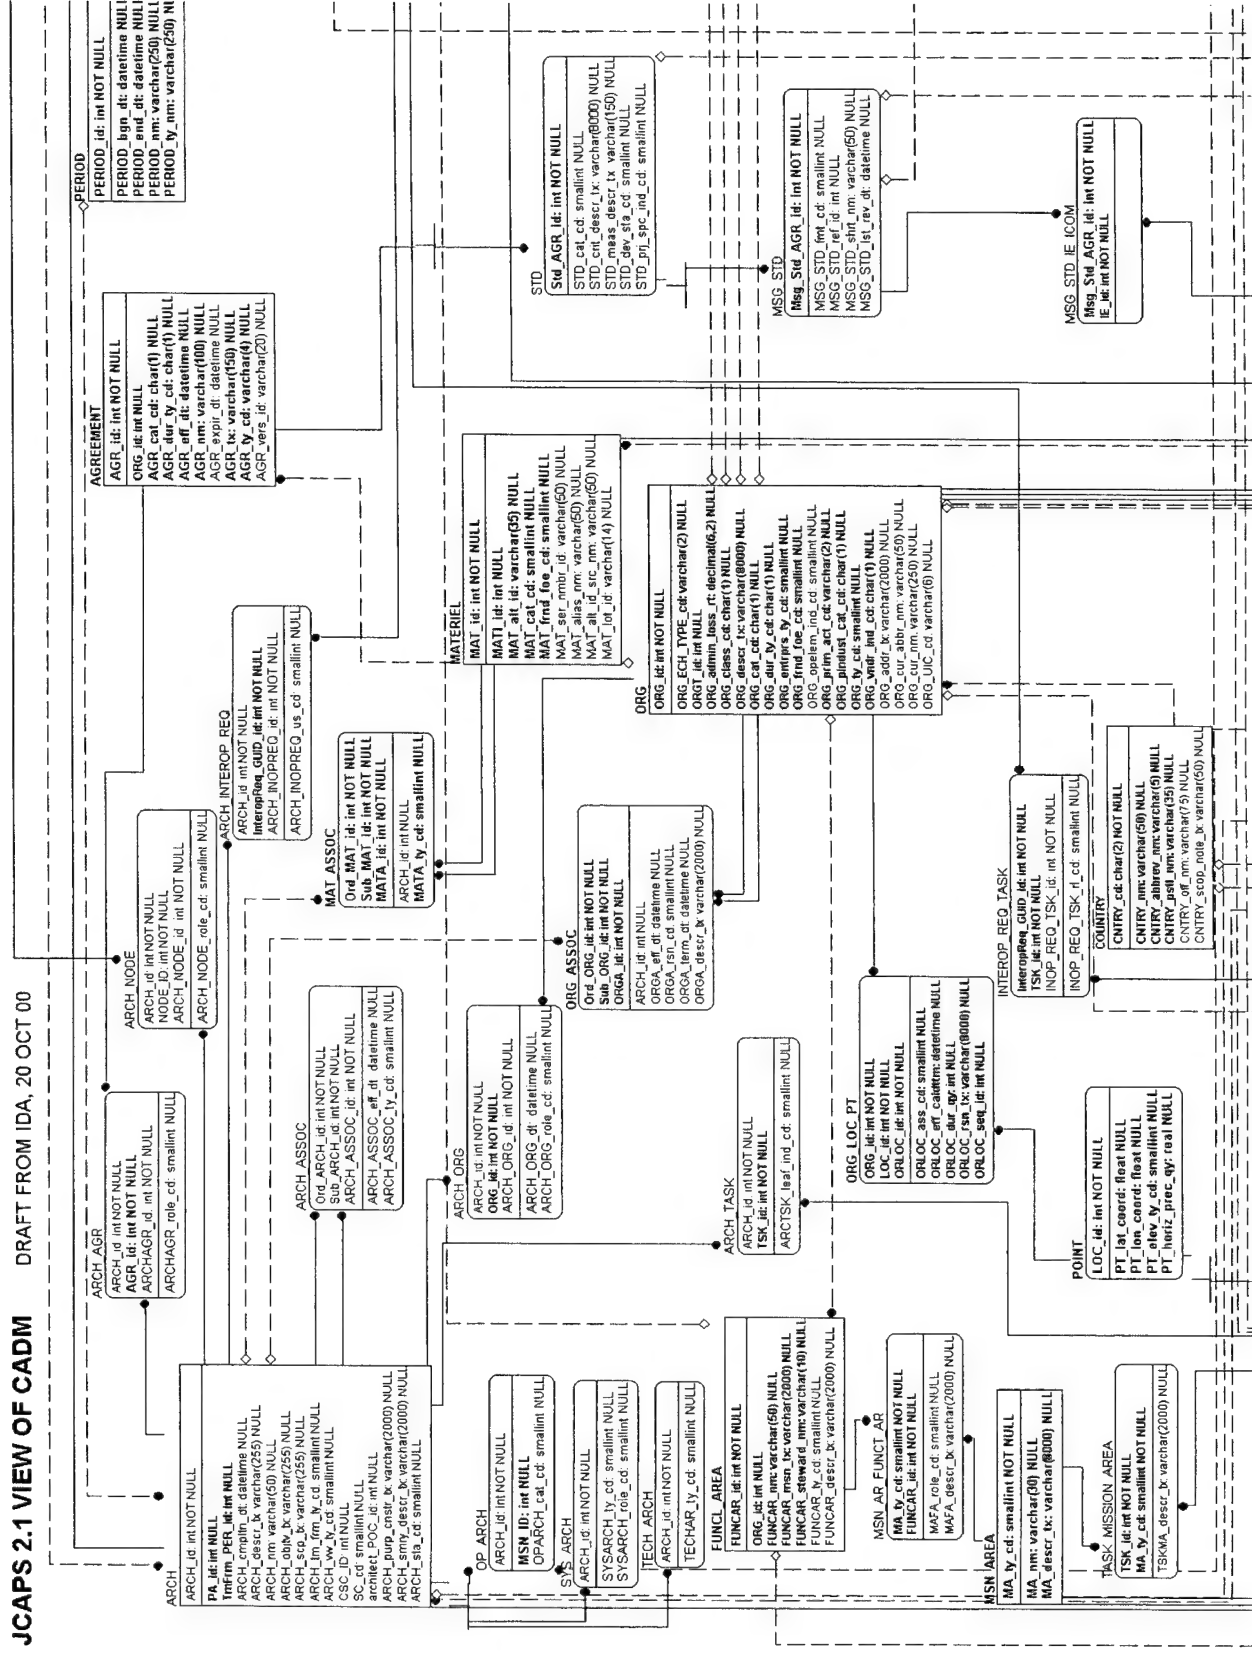 JCAPS 2.1 VIEW OF CADM DRAFT FROM IDA, 20 OCT 00
ARCH
ARCH_id: int NOT NULL
PA_id: int NULL
TmFrm_PER_id: int NULL
ARCH_cmpltn_dt: datetime NULL
ARCH_descr_tx: varchar(255) NULL
ARCH_nm: varchar(50) NULL
ARCH_objtv_tx: varchar(255) NULL
ARCH_scp_tx: varchar(255) NULL
ARCH_tm_frm_ty_cd: smallint NULL
ARCH_vw_ty_cd: smallint NULL
CSC_ID: int NULL
SC_cd: smallint NULL
architect_POC_id: int NULL
ARCH_purp_cnstr_tx: varchar(2000) NULL
ARCH_smny_descr_tx: varchar(2000) NULL
ARCH_sta_cd: smallint NULL
ARCH_AGR
ARCH_id: int NOT NULL
AGR_id: int NOT NULL
ARCHAGR_id: int NOT NULL
ARCHAGR_role_cd: smallint NULL
ARCH_NODE
ARCH_id: int NOT NULL
NODE_ID: int NOT NULL
ARCH_NODE_id: int NOT NULL
ARCH_NODE_role_cd: smallint NULL
AGREEMENT
AGR_id: int NOT NULL
ORG_id: int NULL
AGR_cat_cd: char(1) NULL
AGR_dur_ty_cd: char(1) NULL
AGR_eff_dt: datetime NULL
AGR_nm: varchar(100) NULL
AGR_expir_dt: datetime NULL
AGR_tx: varchar(150) NULL
AGR_ty_cd: varchar(4) NULL
AGR_vers_id: varchar(20) NULL
PERIOD
PERIOD_id: int NOT NULL
PERIOD_bgn_dt: datetime NULL
PERIOD_end_dt: datetime NULL
PERIOD_nm: varchar(250) NULL
PERIOD_ty_nm: varchar(250)
ARCH_INTEROP_REQ
ARCH_id: int NOT NULL
InteropReq_GUID_id: int NOT NULL
ARCH_INOPREQ_id: int NOT NULL
ARCH_INOPREQ_us_cd: smallint NULL
ARCH_ASSOC
Ord_ARCH_id: int NOT NULL
Sub_ARCH_id: int NOT NULL
ARCH_ASSOC_id: int NOT NULL
ARCH_ASSOC_eff_dt: datetime NULL
ARCH_ASSOC_ty_cd: smallint NULL
MAT_ASSOC
Ord_MAT_id: int NOT NULL
Sub_MAT_id: int NOT NULL
MATA_id: int NOT NULL
ARCH_id: int NOT NULL
MATA_ty_cd: smallint NULL
MATERIEL
MAT_id: int NOT NULL
MATI_id: int NULL
MAT_alt_id: varchar(35) NULL
MAT_cat_cd: smallint NULL
MAT_frnd_foe_cd: smallint NULL
MAT_ser_nmbr_id: varchar(50) NULL
MAT_alias_nm: varchar(50) NULL
MAT_alt_id_src_nm: varchar(50) NULL
MAT_lot_id: varchar(14) NULL
STD
Std_AGR_id: int NOT NULL
STD_cat_cd: smallint NULL
STD_crit_descr_tx: varchar(8000) NULL
STD_meas_descr_tx: varchar(150) NULL
STD_dev_sta_cd: smallint NULL
STD_prj_spc_ind_cd: smallint NULL
ARCH_ORG
ARCH_id: int NOT NULL
ORG_id: int NOT NULL
ARCH_ORG_id: int NOT NULL
ARCH_ORG_dt: datetime NULL
ARCH_ORG_role_cd: smallint NULL
ORG_ASSOC
Ord_ORG_id: int NOT NULL
Sub_ORG_id: int NOT NULL
ORGA_id: int NOT NULL
ARCH_id: int NOT NULL
ORGA_eff_dt: datetime NULL
ORGA_rsn_cd: smallint NULL
ORGA_term_dt: datetime NULL
ORGA_descr_tx: varchar(2000) NULL
ORG
ORG_id: int NOT NULL
ORG_ECH_TYPE_cd: varchar(2) NULL
ORGT_id: int NULL
ORG_admin_loss_rt: decimal(6,2) NULL
ORG_class_cd: char(1) NULL
ORG_descr_tx: varchar(8000) NULL
ORG_cat_cd: char(1) NULL
ORG_dur_ty_cd: char(1) NULL
ORG_entrprs_ty_cd: smallint NULL
ORG_frnd_foe_cd: smallint NULL
ORG_opelem_ind_cd: smallint NULL
ORG_prim_act_cd: varchar(2) NULL
ORG_pindust_cat_cd: char(1) NULL
ORG_ty_cd: smallint NULL
ORG_vndr_ind_cd: char(1) NULL
ORG_addr_tx: varchar(2000) NULL
ORG_cur_abbr_nm: varchar(50) NULL
ORG_cur_nm: varchar(250) NULL
ORG_UIC_cd: varchar(6) NULL
MSG_STD
Msg_Std_AGR_id: int NOT NULL
MSG_STD_fmt_cd: smallint NULL
MSG_STD_ref_id: int NULL
MSG_STD_shrt_nm: varchar(50) NULL
MSG_STD_lst_rev_dt: datetime NULL
OP_ARCH
ARCH_id: int NOT NULL
MSN_ID: int NULL
OPARCH_cat_cd: smallint NULL
SYS_ARCH
ARCH_id: int NOT NULL
SYSARCH_ty_cd: smallint NULL
SYSARCH_role_cd: smallint NULL
TECH_ARCH
ARCH_id: int NOT NULL
TECHAR_ty_cd: smallint NULL
ARCH_TASK
ARCH_id: int NOT NULL
TSK_id: int NOT NULL
ARCTSK_leaf_ind_cd: smallint NULL
FUNCL_AREA
FUNCAR_id: int NOT NULL
ORG_id: int NULL
FUNCAR_nm: varchar(50) NULL
FUNCAR_msn_tx: varchar(2000) NULL
FUNCAR_steward_nm: varchar(10) NULL
FUNCAR_ty_cd: smallint NULL
FUNCAR_descr_tx: varchar(2000) NULL
ORG_LOC_PT
ORG_id: int NOT NULL
LOC_id: int NOT NULL
ORLOC_id: int NOT NULL
ORLOC_ass_cd: smallint NULL
ORLOC_eff_caldttm: datetime NULL
ORLOC_dur_qy: int NULL
ORLOC_rsn_tx: varchar(8000) NULL
ORLOC_seq_id: int NULL
MSN_AR_FUNCT_AR
MA_ty_cd: smallint NOT NULL
FUNCAR_id: int NOT NULL
MAFA_role_cd: smallint NULL
MAFA_descr_tx: varchar(2000) NULL
INTEROP_REQ_TASK
InteropReq_GUID_id: int NOT NULL
TSK_id: int NOT NULL
INOP_REQ_TSK_id: int NOT NULL
INOP_REQ_TSK_rl_cd: smallint NULL
MSG_STD_IE_ICOM
Msg_Std_AGR_id: int NOT NULL
IE_id: int NOT NULL
MSN_AREA
MA_ty_cd: smallint NOT NULL
MA_nm: varchar(30) NULL
MA_descr_tx: varchar(8000) NULL
POINT
LOC_id: int NOT NULL
PT_lat_coord: float NULL
PT_lon_coord: float NULL
PT_elev_ty_cd: smallint NULL
PT_horiz_prec_qy: real NULL
COUNTRY
CNTRY_cd: char(2) NOT NULL
CNTRY_nm: varchar(50) NULL
CNTRY_abbrev_nm: varchar(5) NULL
CNTRY_pstl_nm: varchar(35) NULL
CNTRY_off_nm: varchar(75) NULL
CNTRY_scop_note_tx: varchar(50) NULL
TASK_MISSION_AREA
TSK_id: int NOT NULL
MA_ty_cd: smallint NOT NULL
TSKMA_descr_tx: varchar(2000) NULL